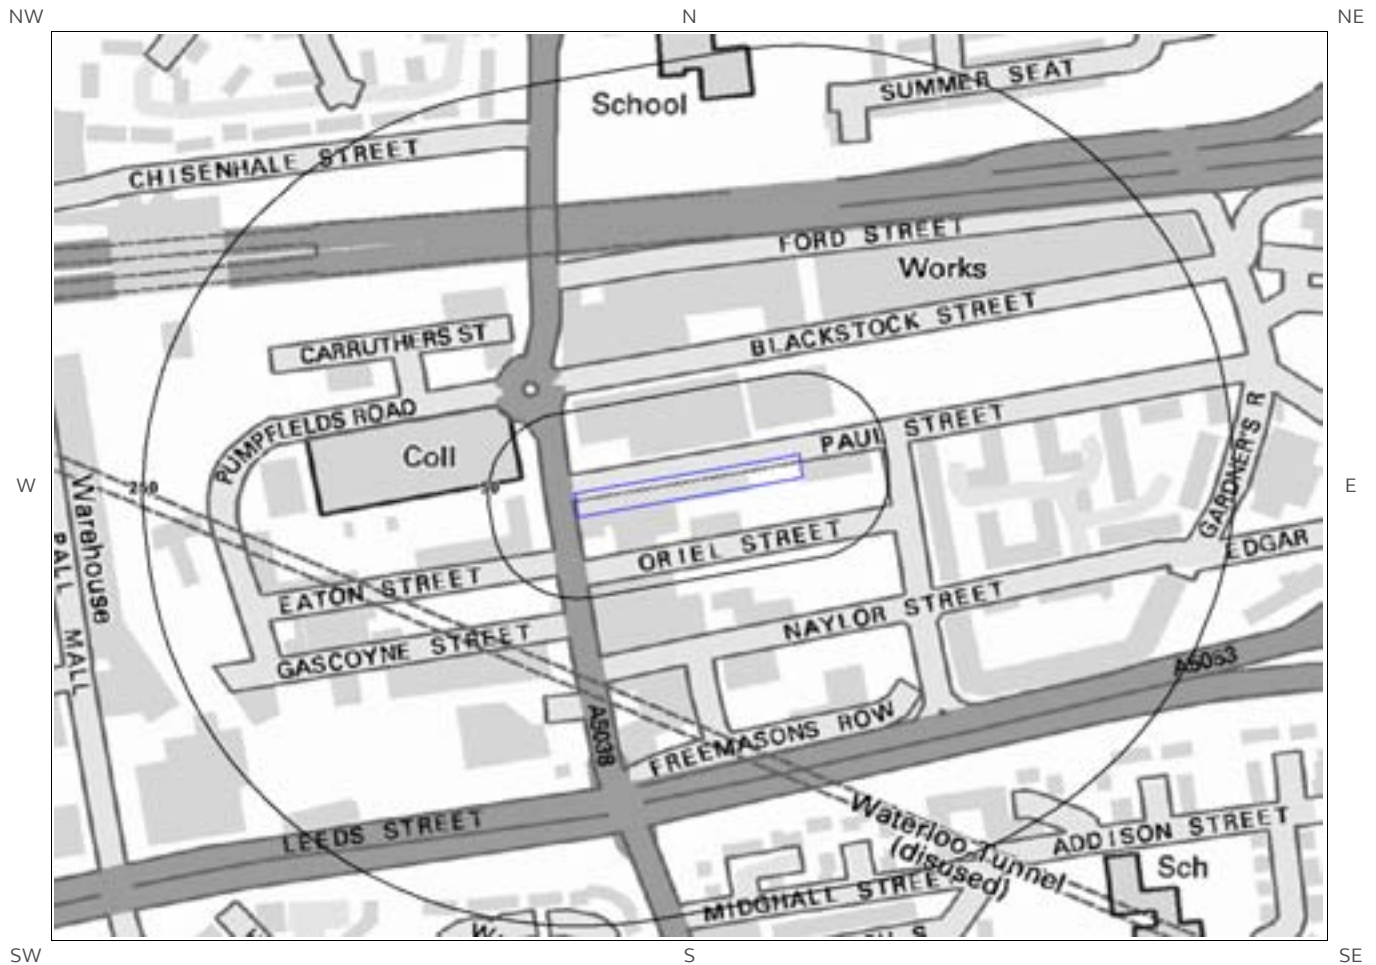 NW
N
NE
School
SUMMER SEAT
CHISENHALE STREET
FORD STREET
Works
BLACKSTOCK STREET
CARRUTHERS ST
PUMPFIELDS ROAD
Coll
PAUL STREET
GARDNER'S R
W
E
250
50
Warehouse
PALL MALL
ORIEL STREET
EDGAR
EATON STREET
NAYLOR STREET
GASCOYNE STREET
A5053
A5038
FREEMASONS ROW
LEEDS STREET
Waterloo Tunnel
(disused)
ADDISON STREET
Sch
MIDGHALL STREET
SW
S
SE